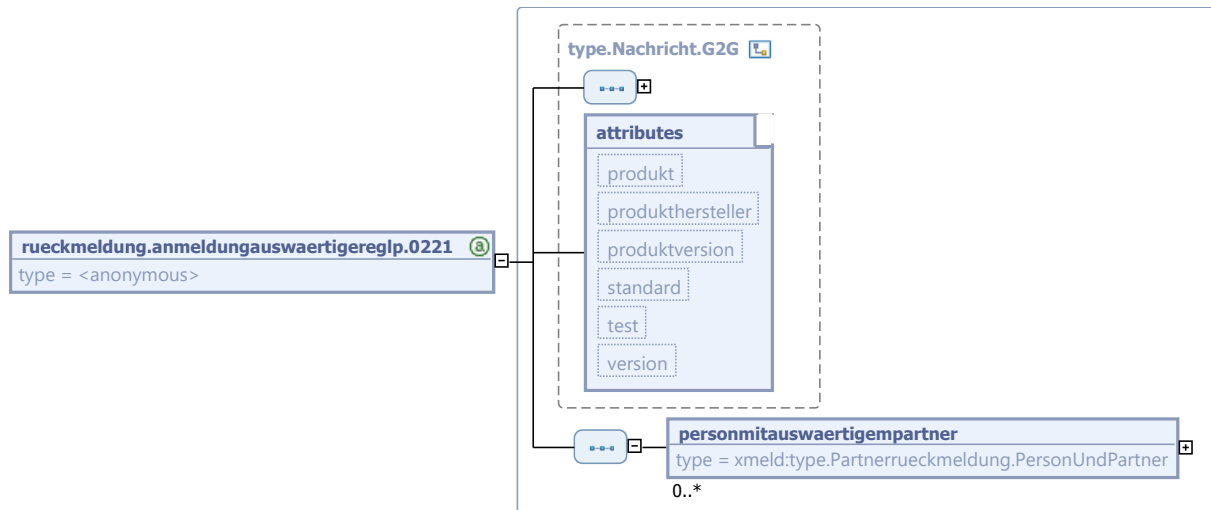 type.Nachricht.G2G
attributes
produkt
produkthersteller
produktversion
standard
test
version
rueckmeldung.anmeldungauswaertigereglp.0221
type = <anonymous>
personmitauswaertigempartner
type = xmeld:type.Partnerrueckmeldung.PersonUndPartner
0..*